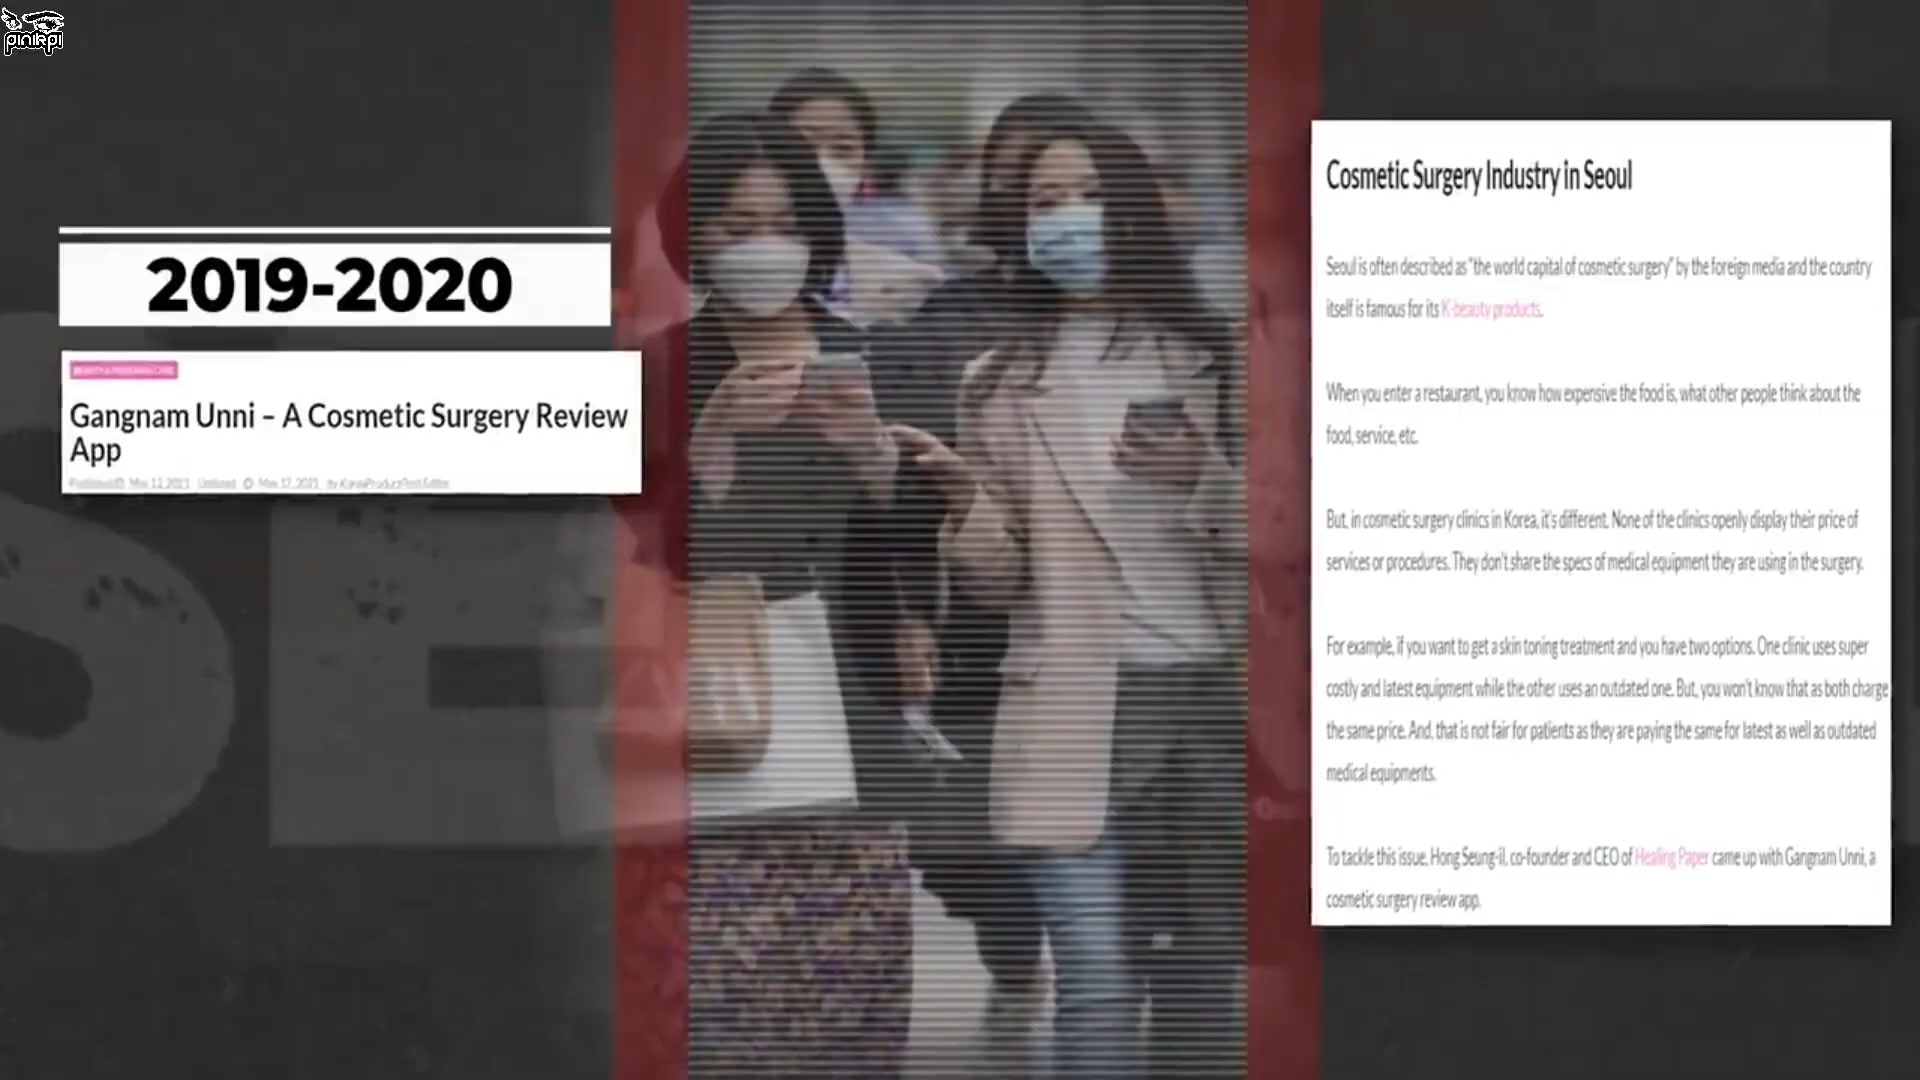 pinkpi
2019-2020
BEAUTY & PERSONAL CARE
Gangnam Unni – A Cosmetic Surgery Review
App
May 17, 2021 by KoreaProductPost Editor
Cosmetic Surgery Industry in Seoul
Seoul is often described as "the world capital of cosmetic surgery" by the foreign media and the country
itself is famous for its K-beauty products.
When you enter a restaurant, you know how expensive the food is, what other people think about the
food, service, etc.
But, in cosmetic surgery clinics in Korea, it's different. None of the clinics openly display their price of
services or procedures. They don't share the specs of medical equipment they are using in the surgery.
For example, if you want to get a skin toning treatment and you have two options. One clinic uses super
costly and latest equipment while the other uses an outdated one. But, you won't know that as both charge
the same price. And, that is not fair for patients as they are paying the same for latest as well as outdated
medical equipments.
To tackle this issue, Hong Seung-il, co-founder and CEO of Healing Paper came up with Gangnam Unni, a
cosmetic surgery review app.